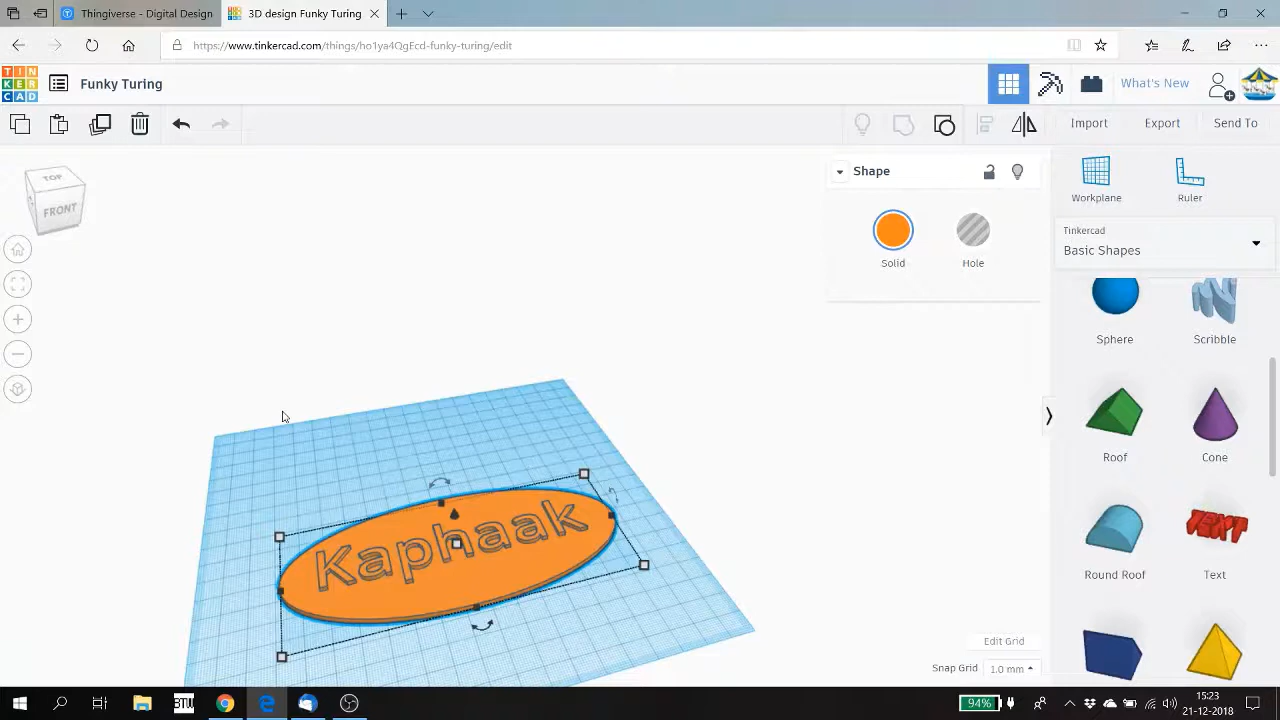 Thingiverse - Digital Design
3D design Funky Turing
https://www.tinkercad.com/things/ho1ya4QgEcd-funky-turing/edit
TIN
KER
CAD
Funky Turing
What's New
Import
Export
Send To
TOP
FRONT
Shape
Solid
Hole
Workplane
Ruler
Tinkercad
Basic Shapes
Sphere
Scribble
Roof
Cone
Round Roof
TEXT
Text
Kaphaak
Edit Grid
Snap Grid
1.0 mm
BTW
94%
15:23
21-12-2018